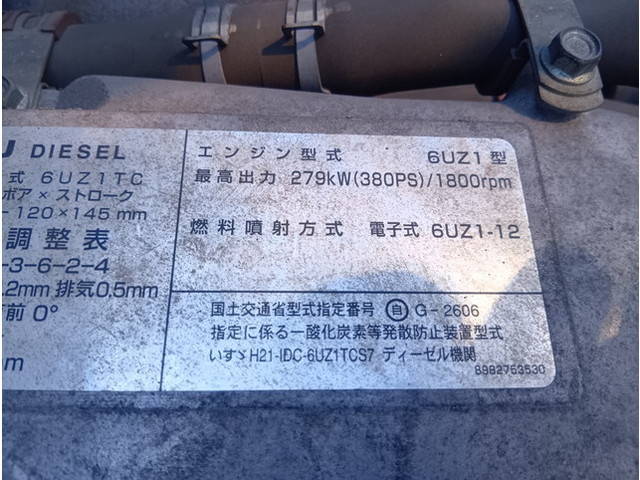 U DIESEL
式 6UZ1TC
ボア × ストローク
120×145mm
調整表
-3-6-2-4
.2mm 排気0.5mm
前 0°
m
エンジン型式 6UZ1型
最高出力 279kW(380PS)/1800rpm
燃料噴射方式 電子式 6UZ1-12
国土交通省型式指定番号 自 G-2606
指定に係る一酸化炭素等発散防止装置型式
いすゞH21-IDC-6UZ1TCS7 ディーゼル機関
8982753530